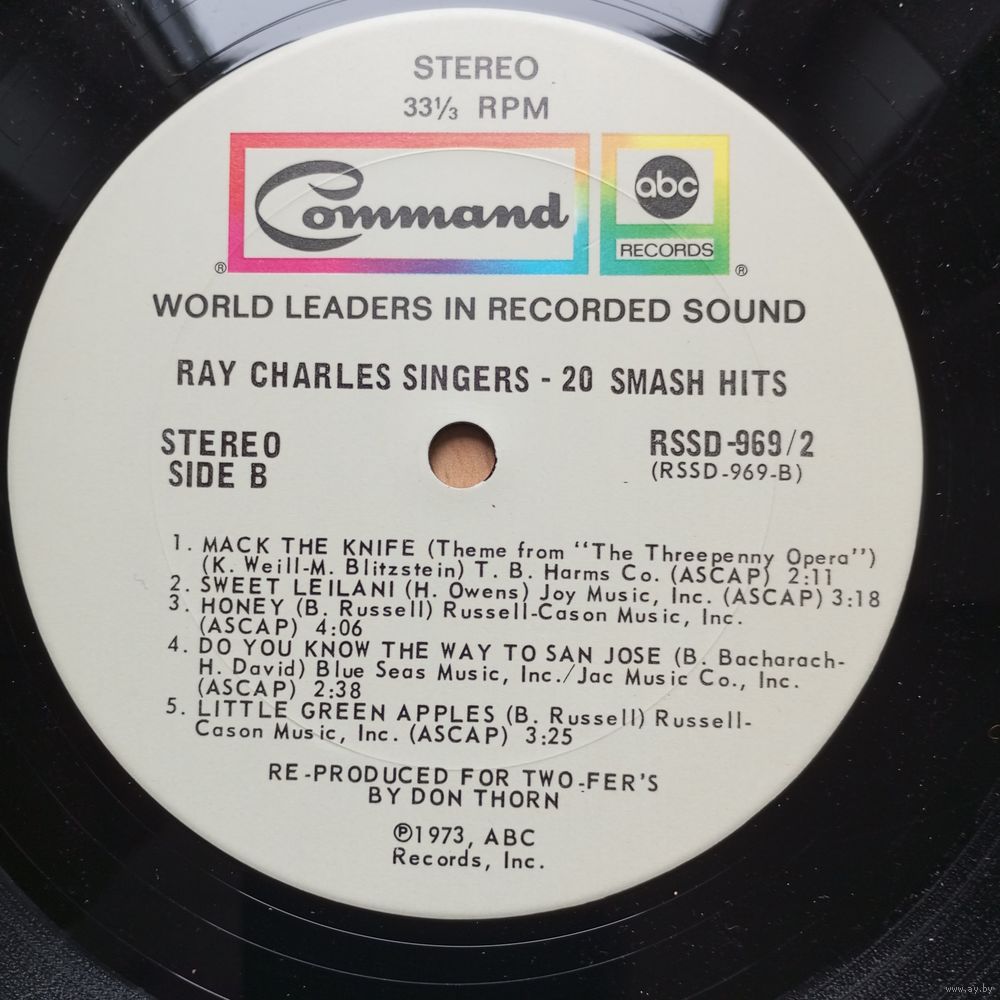 STEREO
33⅓ RPM
Command
abc
RECORDS
® ®
WORLD LEADERS IN RECORDED SOUND
RAY CHARLES SINGERS - 20 SMASH HITS
STEREO
SIDE B
RSSD-969/2
(RSSD-969-B)
1. MACK THE KNIFE (Theme from "The Threepenny Opera")
(K. Weill-M. Blitzstein) T. B. Harms Co. (ASCAP) 2:11
2. SWEET LEILANI (H. Owens) Joy Music, Inc. (ASCAP) 3:18
3. HONEY (B. Russell) Russell-Cason Music, Inc.
(ASCAP) 4:06
4. DO YOU KNOW THE WAY TO SAN JOSE (B. Bacharach-
H. David) Blue Seas Music, Inc./Jac Music Co., Inc.
(ASCAP) 2:38
5. LITTLE GREEN APPLES (B. Russell) Russell-
Cason Music, Inc. (ASCAP) 3:25
RE-PRODUCED FOR TWO-FER'S
BY DON THORN
℗1973, ABC
Records, Inc.
www.ay.by